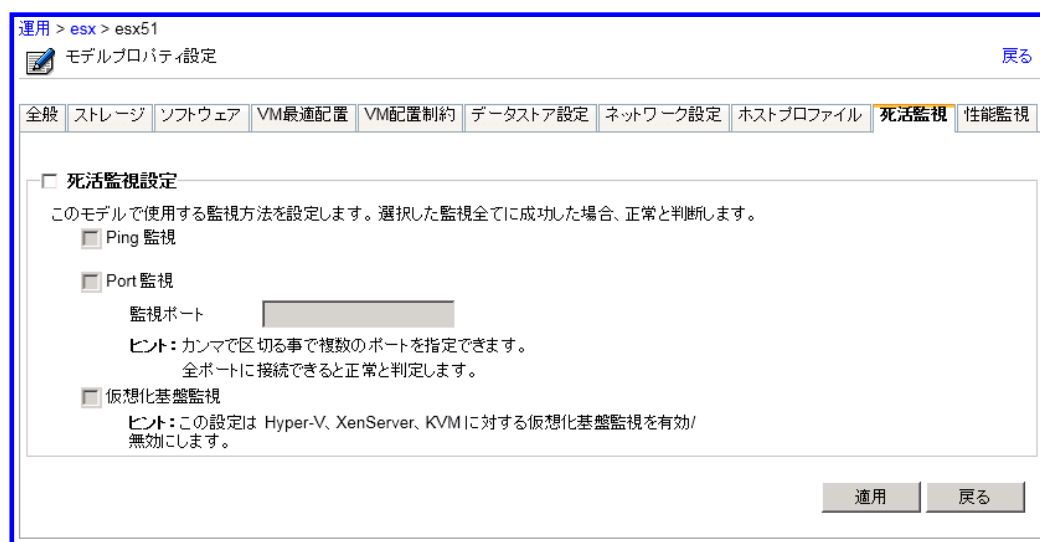 運用 > esx > esx51
モデルプロパティ設定 戻る
全般 ストレージ ソフトウェア VM最適配置 VM配置制約 データストア設定 ネットワーク設定 ホストプロファイル 死活監視 性能監視
死活監視設定
このモデルで使用する監視方法を設定します。選択した監視全てに成功した場合、正常と判断します。
Ping 監視
Port 監視
監視ポート
ヒント：カンマで区切る事で複数のポートを指定できます。
全ポートに接続できると正常と判定します。
仮想化基盤監視
ヒント：この設定は Hyper-V、XenServer、KVM に対する仮想化基盤監視を有効/
無効にします。
適用 戻る